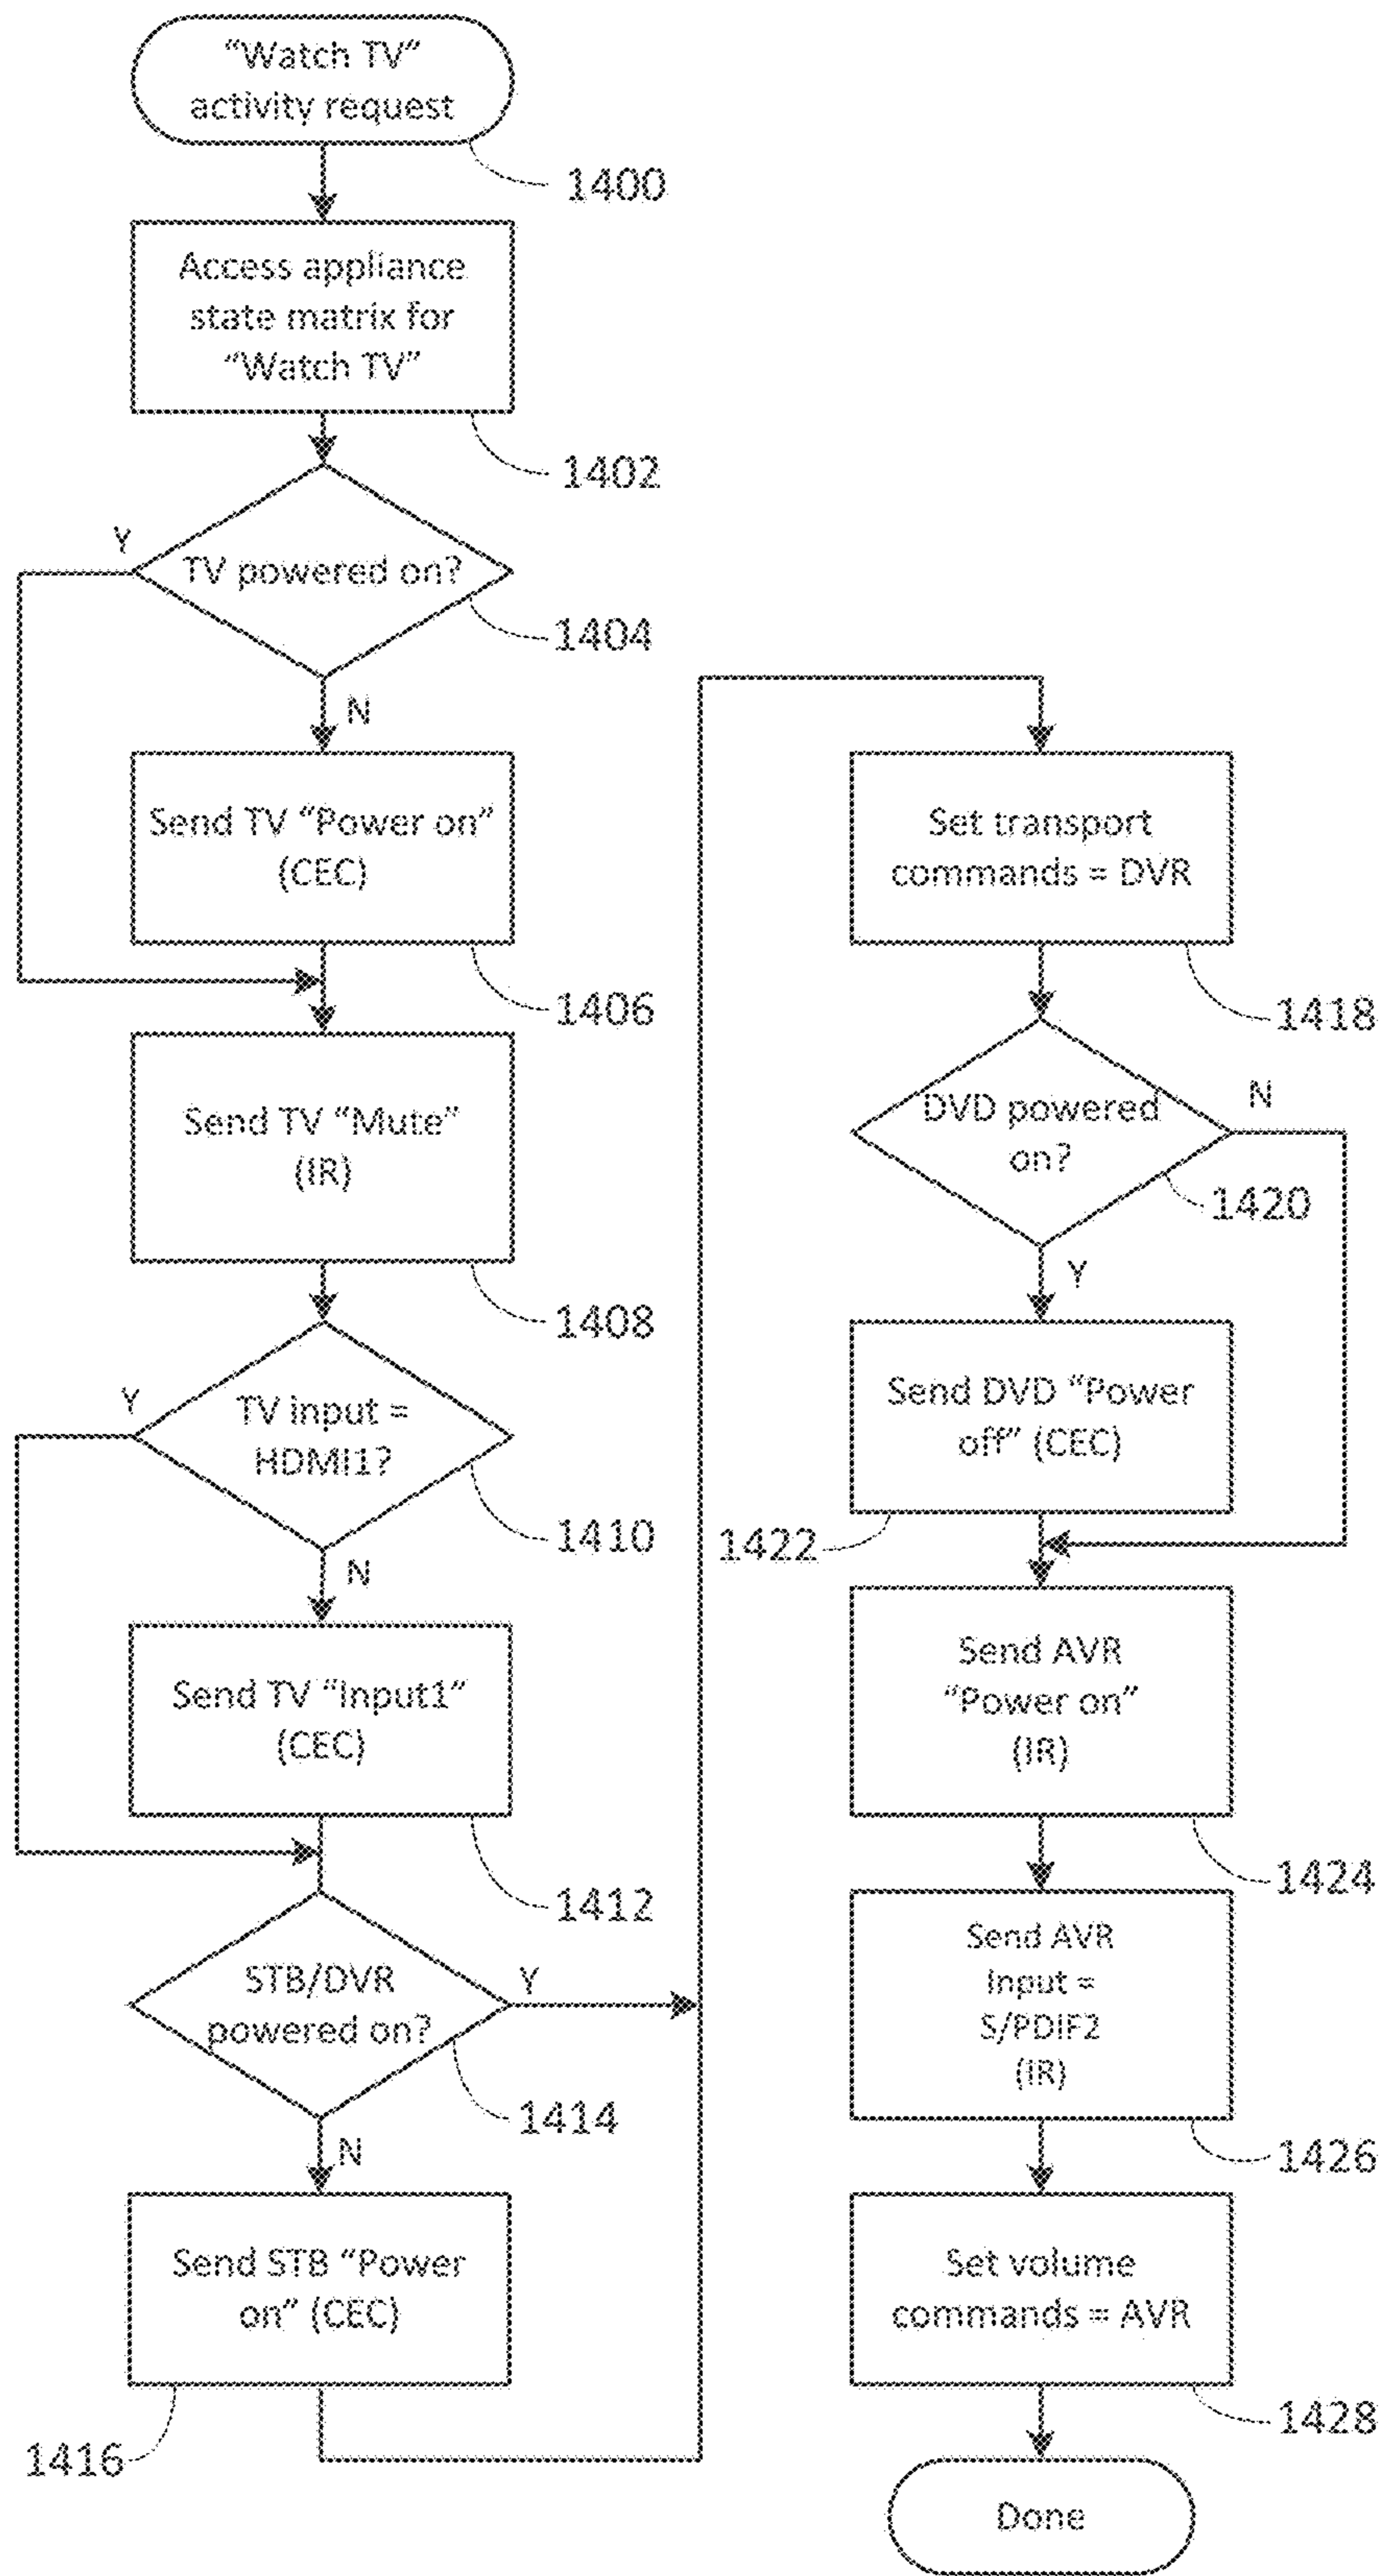 “Watch TV“
activity request
1400
Access appliance
state matrix for
“Watch TV”
1402
Y
TV powered on?
1404
N
Send TV “Power on”
(CEC)
1406
Send TV “Mute”
(IR)
1408
Y
TV input =
HDMI1?
1410
N
Send TV “Input1”
(CEC)
1412
STB/DVR
powered on?
Y
1414
N
Send STB “Power
on” (CEC)
1416
Set transport
commands = DVR
1418
DVD powered
on?
N
1420
Y
Send DVD “Power
off” (CEC)
1422
Send AVR
“Power on”
(IR)
1424
Send AVR
Input =
S/PDIF2
(IR)
1426
Set volume
commands = AVR
1428
Done